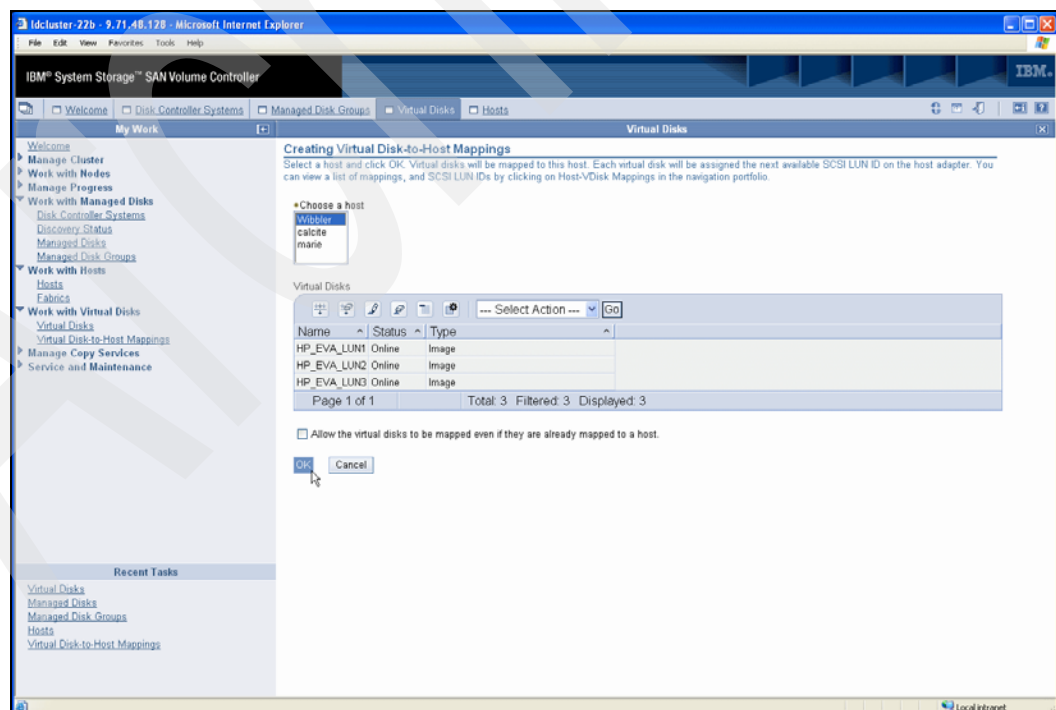 ldcluster-22b - 9.71.48.128 - Microsoft Internet Explorer
File Edit View Favorites Tools Help
IBM® System Storage™ SAN Volume Controller
IBM®
Welcome Disk Controller Systems Managed Disk Groups Virtual Disks Hosts
My Work
Virtual Disks
Welcome
Manage Cluster
Work with Nodes
Manage Progress
Work with Managed Disks
Disk Controller Systems
Discovery Status
Managed Disks
Managed Disk Groups
Work with Hosts
Hosts
Fabrics
Work with Virtual Disks
Virtual Disks
Virtual Disk-to-Host Mappings
Manage Copy Services
Service and Maintenance
Recent Tasks
Virtual Disks
Managed Disks
Managed Disk Groups
Hosts
Virtual Disk-to-Host Mappings
Creating Virtual Disk-to-Host Mappings
Select a host and click OK. Virtual disks will be mapped to this host. Each virtual disk will be assigned the next available SCSI LUN ID on the host adapter. You
can view a list of mappings, and SCSI LUN IDs by clicking on Host-VDisk Mappings in the navigation portfolio.
Choose a host
Wibbler
calcite
marie
Virtual Disks
--- Select Action --- Go
Name Status Type
HP_EVA_LUN1 Online Image
HP_EVA_LUN2 Online Image
HP_EVA_LUN3 Online Image
Page 1 of 1 Total: 3 Filtered: 3 Displayed: 3
Allow the virtual disks to be mapped even if they are already mapped to a host.
OK Cancel
Local intranet